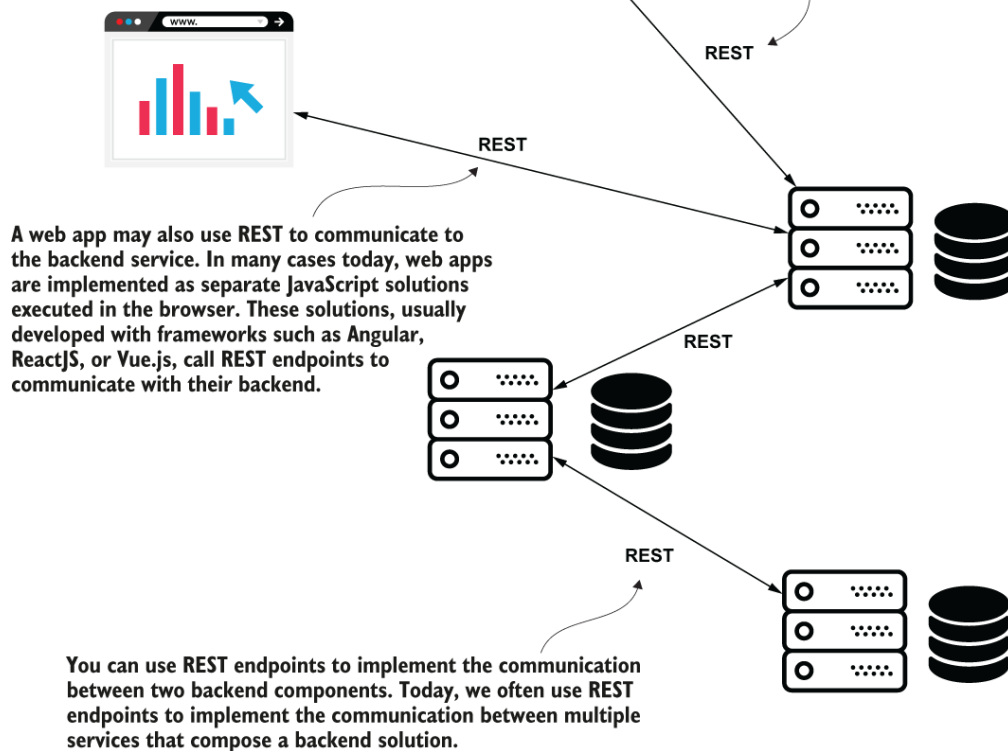 www.
REST
REST
A web app may also use REST to communicate to
the backend service. In many cases today, web apps
are implemented as separate JavaScript solutions
executed in the browser. These solutions, usually
developed with frameworks such as Angular,
ReactJS, or Vue.js, call REST endpoints to
communicate with their backend.
REST
REST
You can use REST endpoints to implement the communication
between two backend components. Today, we often use REST
endpoints to implement the communication between multiple
services that compose a backend solution.